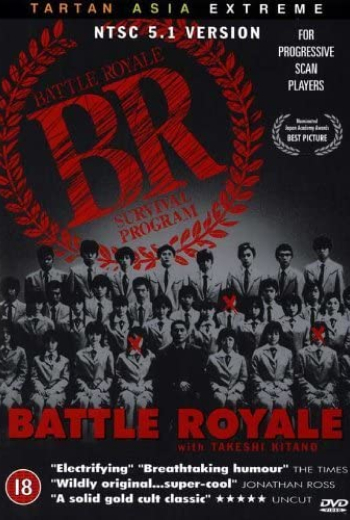 TARTAN ASIA EXTREME
NTSC 5.1 VERSION
FOR
PROGRESSIVE
SCAN
PLAYERS
BATTLE ROYALE
BR
SURVIVAL
PROGRAM
Nominated
Japan Academy Awards
BEST PICTURE
BATTLE ROYALE
with TAKESHI KITANO
"Electrifying" "Breathtaking humour" THE TIMES
"Wildly original...super-cool" JONATHAN ROSS
"A solid gold cult classic" ★★★★★ UNCUT
18
DVD
VIDEO